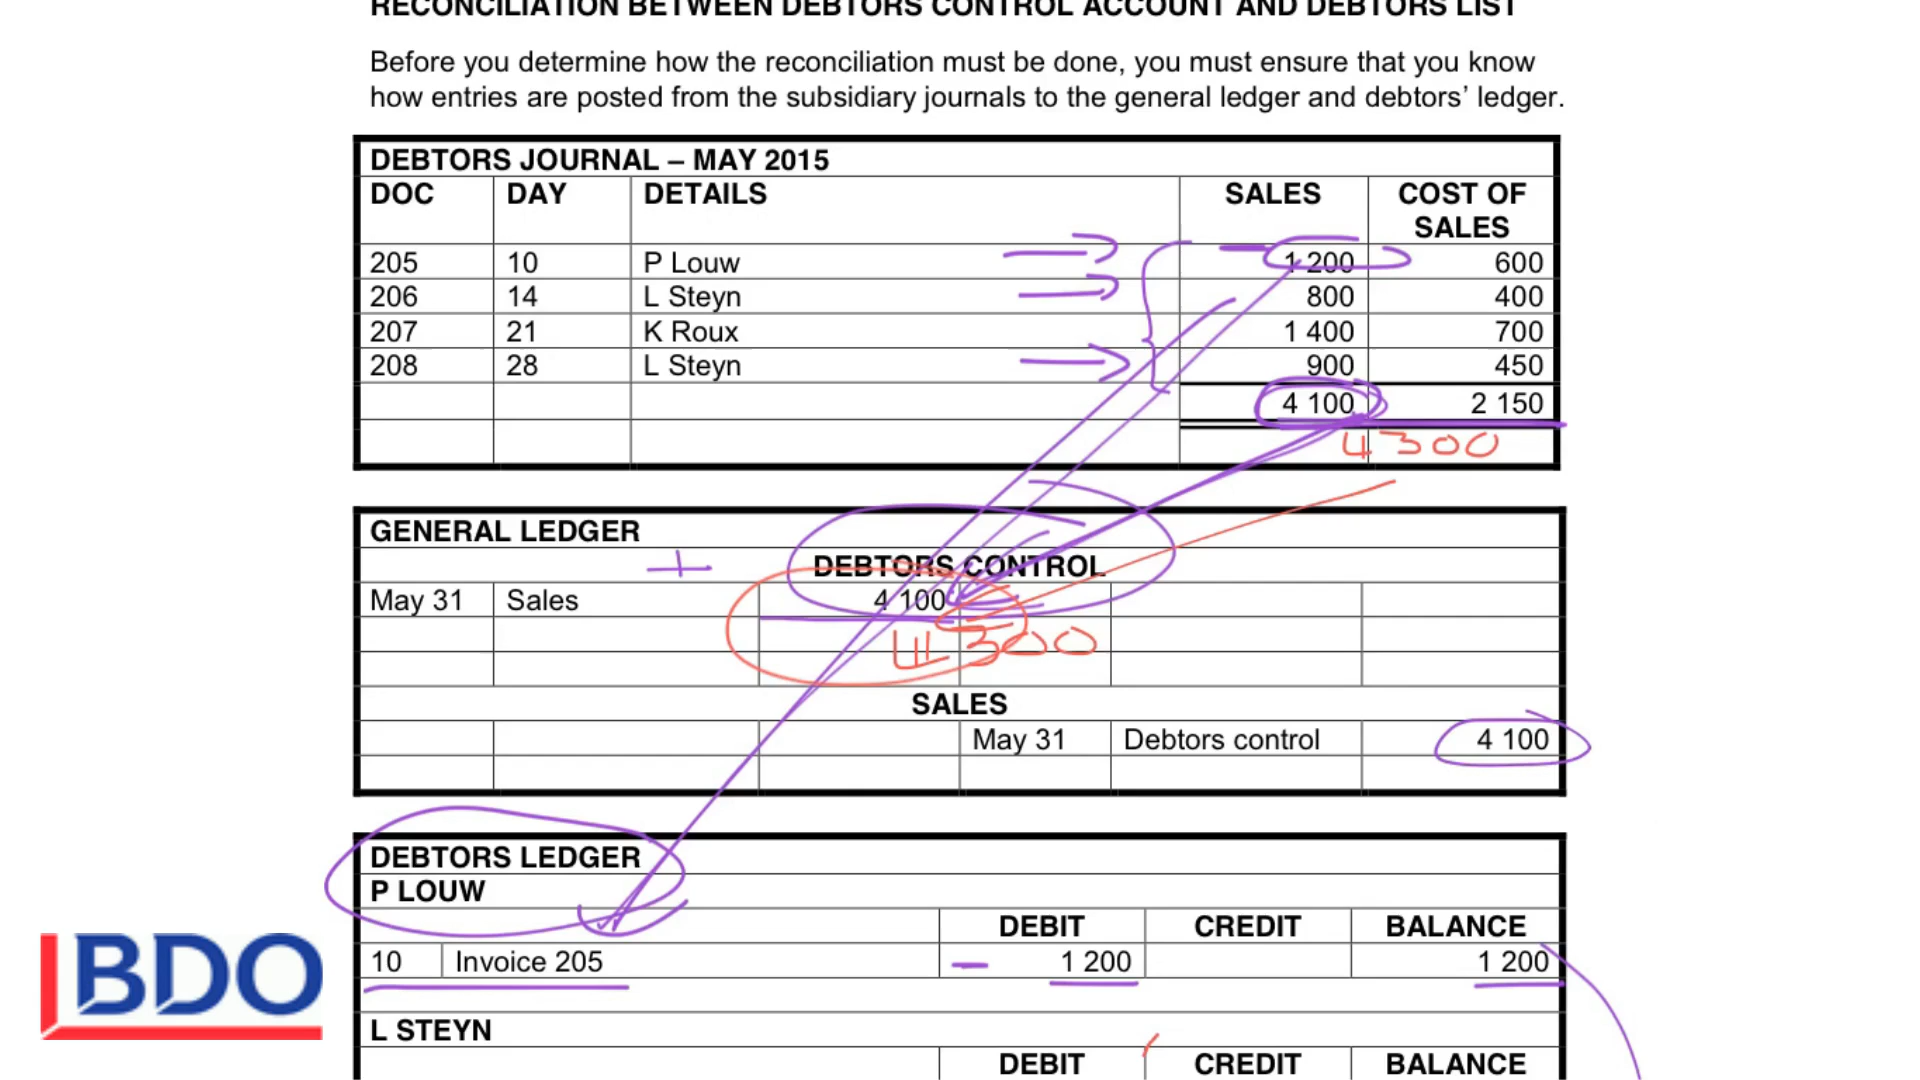 RECONCILIATION BETWEEN DEBTORS CONTROL ACCOUNT AND DEBTORS LIST
Before you determine how the reconciliation must be done, you must ensure that you know
how entries are posted from the subsidiary journals to the general ledger and debtors’ ledger.
DEBTORS JOURNAL – MAY 2015
DOC DAY DETAILS SALES COST OF SALES
205 10 P Louw 1 200 600
206 14 L Steyn 800 400
207 21 K Roux 1 400 700
208 28 L Steyn 900 450
4 100 2 150
4300
GENERAL LEDGER
+
DEBTORS CONTROL
May 31 Sales 4 100
4300
SALES
May 31 Debtors control 4 100
DEBTORS LEDGER
P LOUW
DEBIT CREDIT BALANCE
10 Invoice 205 1 200 1 200
L STEYN
DEBIT CREDIT BALANCE
BDO